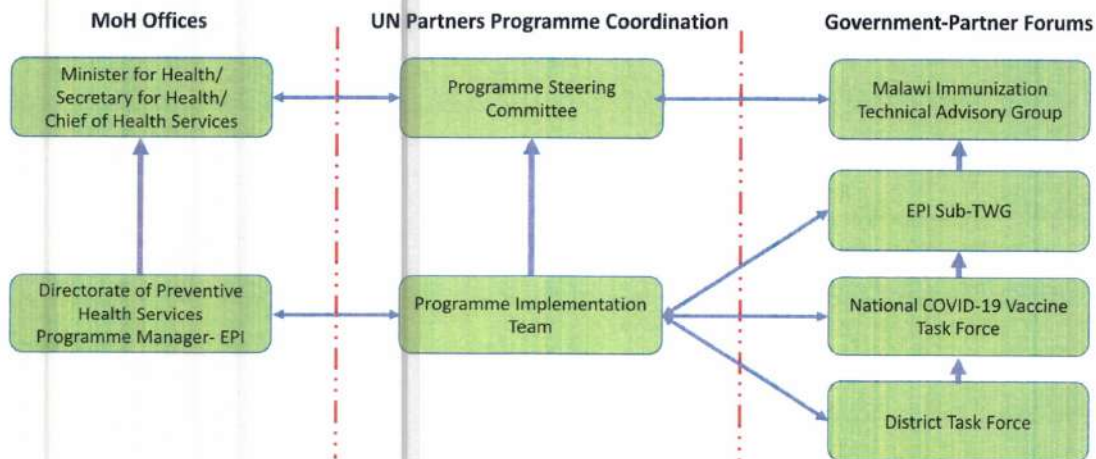 MoH Offices
UN Partners Programme Coordination
Government-Partner Forums
Minister for Health/
Secretary for Health/
Chief of Health Services
Programme Steering
Committee
Malawi Immunization
Technical Advisory Group
EPI Sub-TWG
Directorate of Preventive
Health Services
Programme Manager- EPI
Programme Implementation
Team
National COVID-19 Vaccine
Task Force
District Task Force